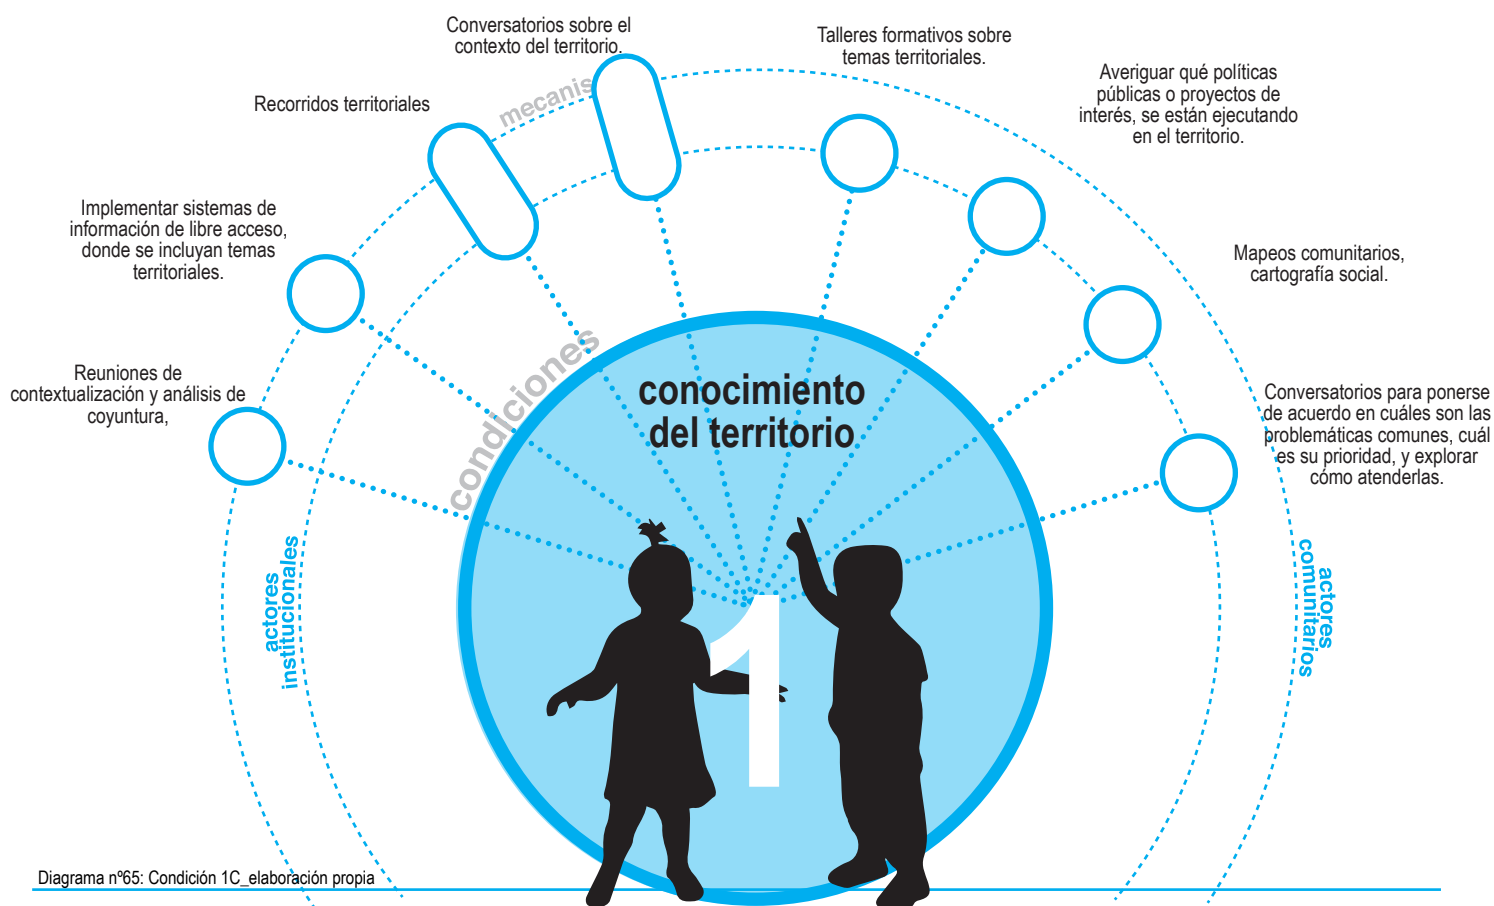 Conversatorios sobre el
contexto del territorio.
Talleres formativos sobre
temas territoriales.
Averiguar qué políticas
públicas o proyectos de
interés, se están ejecutando
en el territorio.
Recorridos territoriales
mecanis
Implementar sistemas de
información de libre acceso,
donde se incluyan temas
territoriales.
Mapeos comunitarios,
cartografía social.
Reuniones de
contextualización y análisis de
coyuntura,
condiciones
conocimiento
del territorio
Conversatorios para ponerse
de acuerdo en cuáles son las
problemáticas comunes, cuál
es su prioridad, y explorar
cómo atenderlas.
actores
institucionales
actores
comunitarios
1
Diagrama nº65: Condición 1C_elaboración propia